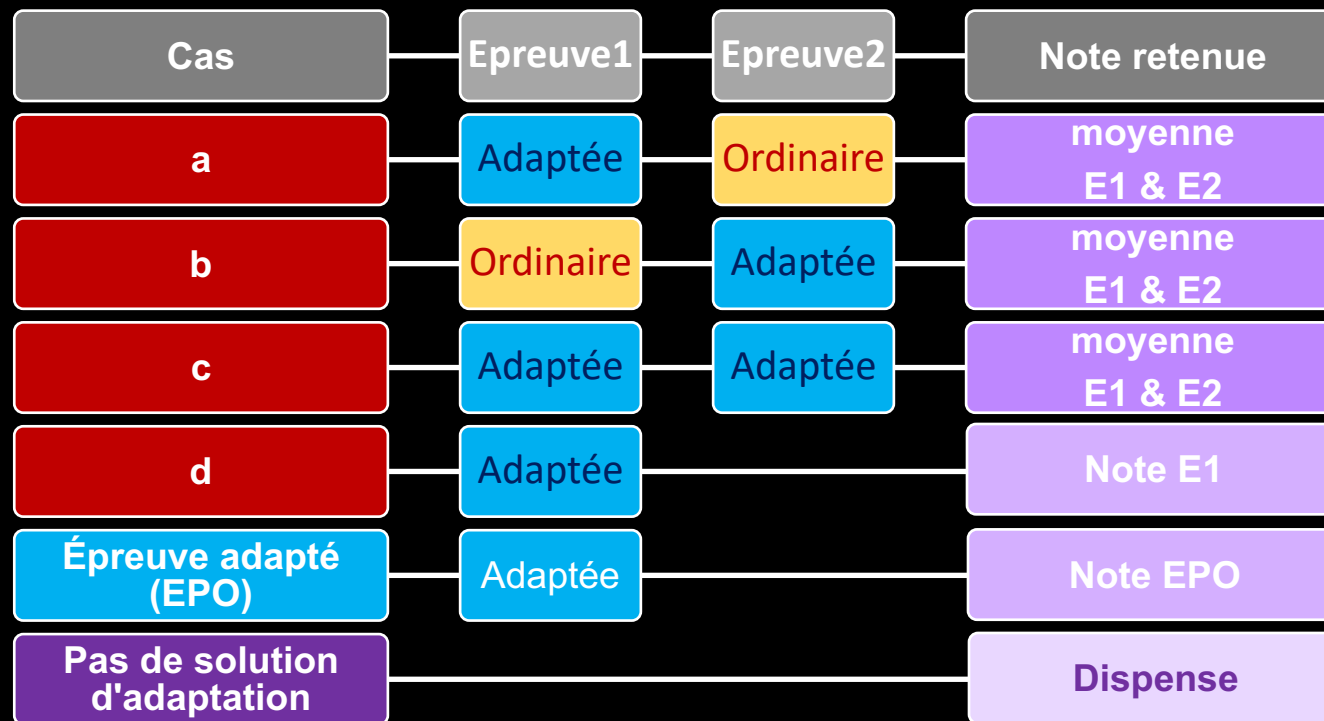 Cas
Epreuve1
Epreuve2
Note retenue
a
Adaptée
Ordinaire
moyenne
E1 & E2
b
Ordinaire
Adaptée
moyenne
E1 & E2
c
Adaptée
Adaptée
moyenne
E1 & E2
d
Adaptée
Note E1
Épreuve adapté
(EPO)
Adaptée
Note EPO
Pas de solution
d'adaptation
Dispense